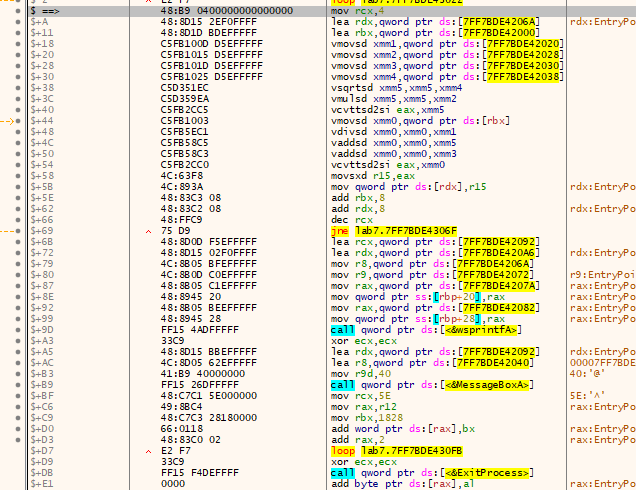 loop lab7.7FF7BDE43022
$ ==> 48:B9 0400000000000000 mov rcx,4
$+A 48:8D15 2EF0FFFF lea rdx,qword ptr ds:[7FF7BDE4206A] rdx:EntryPo
$+11 48:8D1D BDEFFFFF lea rbx,qword ptr ds:[7FF7BDE42000]
$+18 C5FB100D D5EFFFFF vmovsd xmm1,qword ptr ds:[7FF7BDE42020]
$+20 C5FB1015 D5EFFFFF vmovsd xmm2,qword ptr ds:[7FF7BDE42028]
$+28 C5FB101D D5EFFFFF vmovsd xmm3,qword ptr ds:[7FF7BDE42030]
$+30 C5FB1025 D5EFFFFF vmovsd xmm4,qword ptr ds:[7FF7BDE42038]
$+38 C5D351EC vsqrtsd xmm5,xmm5,xmm4
$+3C C5D359EA vmulsd xmm5,xmm5,xmm2
$+40 C5FB2CC5 vcvttsd2si eax,xmm5
$+44 C5FB1003 vmovsd xmm0,qword ptr ds:[rbx]
$+48 C5FB5EC1 vdivsd xmm0,xmm0,xmm1
$+4C C5FB58C5 vaddsd xmm0,xmm0,xmm5
$+50 C5FB58C3 vaddsd xmm0,xmm0,xmm3
$+54 C5FB2CC0 vcvttsd2si eax,xmm0
$+58 4C:63F8 movsxd r15,eax
$+5B 4C:893A mov qword ptr ds:[rdx],r15 rdx:EntryPo
$+5E 48:83C3 08 add rbx,8
$+62 48:83C2 08 add rdx,8 rdx:EntryPo
$+66 48:FFC9 dec rcx
$+69 75 D9 jne lab7.7FF7BDE4306F
$+6B 48:8D0D F5EFFFFF lea rcx,qword ptr ds:[7FF7BDE42092]
$+72 48:8D15 02F0FFFF lea rdx,qword ptr ds:[7FF7BDE420A6] rdx:EntryPo
$+79 4C:8B05 BFEFFFFF mov r8,qword ptr ds:[7FF7BDE4206A]
$+80 4C:8B0D C0EFFFFF mov r9,qword ptr ds:[7FF7BDE42072] r9:EntryPoi
$+87 48:8B05 C1EFFFFF mov rax,qword ptr ds:[7FF7BDE4207A] rax:EntryPo
$+8E 48:8945 20 mov qword ptr ss:[rbp+20],rax rax:EntryPo
$+92 48:8B05 BEEFFFFF mov rax,qword ptr ds:[7FF7BDE42082] rax:EntryPo
$+99 48:8945 28 mov qword ptr ss:[rbp+28],rax rax:EntryPo
$+9D FF15 4ADFFFFF call qword ptr ds:[<&wsprintfA>]
$+A3 33C9 xor ecx,ecx
$+A5 48:8D15 BBEFFFFF lea rdx,qword ptr ds:[7FF7BDE42092] rdx:EntryPo
$+AC 4C:8D05 62EFFFFF lea r8,qword ptr ds:[7FF7BDE42040] 00007FF7BDE
$+B3 41:B9 40000000 mov r9d,40 40:'@'
$+B9 FF15 26DFFFFF call qword ptr ds:[<&MessageBoxA>]
$+BF 48:C7C1 5E000000 mov rcx,5E 5E:'^'
$+C6 49:8BC4 mov rax,r12 rax:EntryPo
$+C9 48:C7C3 28180000 mov rbx,1828
$+D0 66:0118 add word ptr ds:[rax],bx rax:EntryPo
$+D3 48:83C0 02 add rax,2 rax:EntryPo
$+D7 E2 F7 loop lab7.7FF7BDE430FB
$+D9 33C9 xor ecx,ecx
$+DB FF15 F4DEFFFF call qword ptr ds:[<&ExitProcess>]
$+E1 0000 add byte ptr ds:[rax],al rax:EntryPo